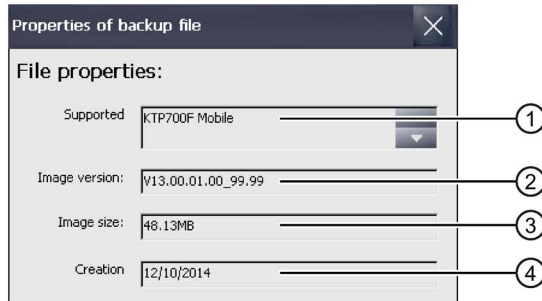 Properties of backup file
File properties:
Supported KTP700F Mobile 1
Image version: V13.00.01.00_99.99 2
Image size: 48.13MB 3
Creation 12/10/2014 4